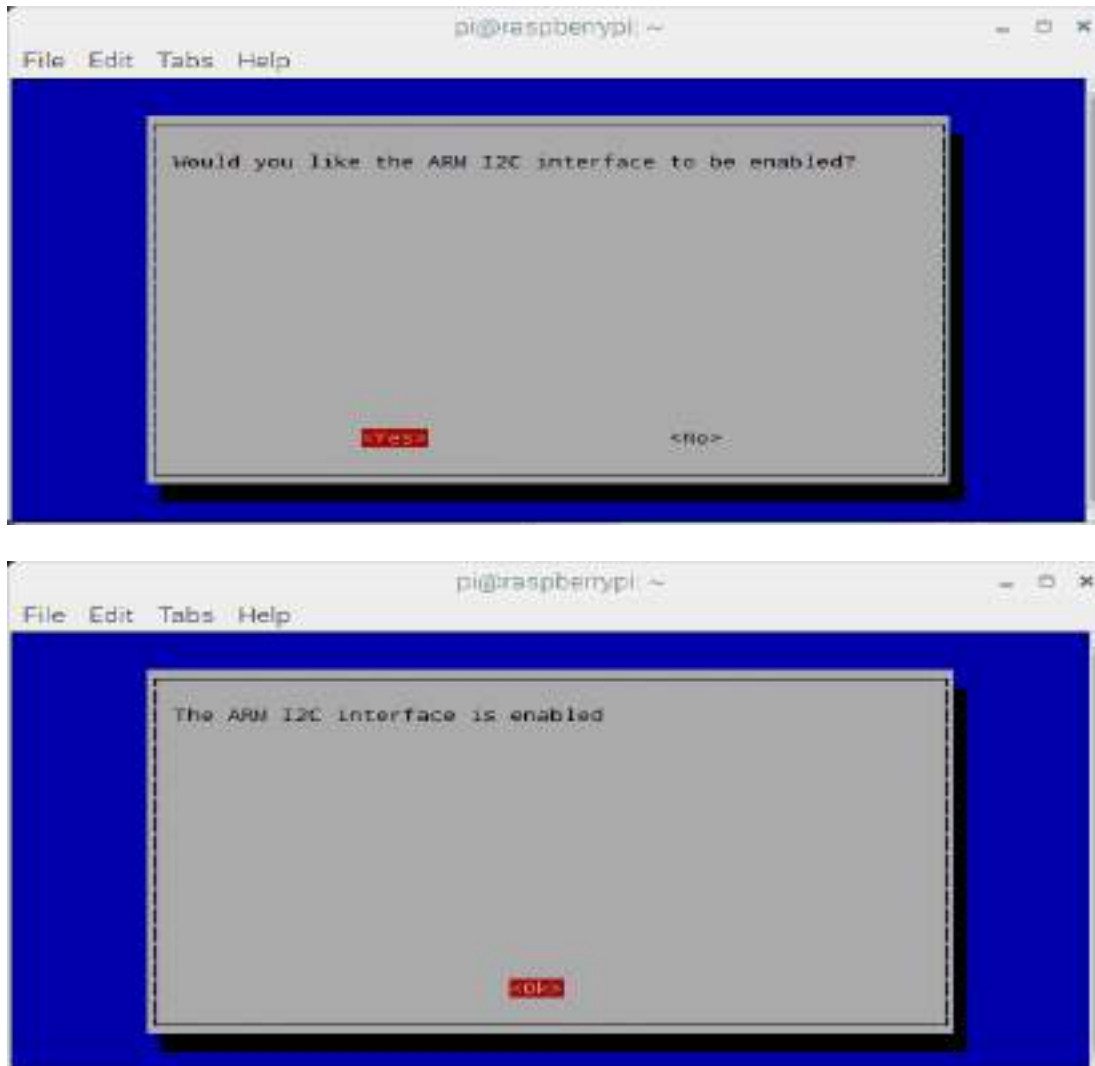 pi@raspberrypi: ~
File Edit Tabs Help
Would you like the ARM I2C interface to be enabled?
<Yes>
<No>
pi@raspberrypi: ~
File Edit Tabs Help
The ARM I2C interface is enabled
<Ok>